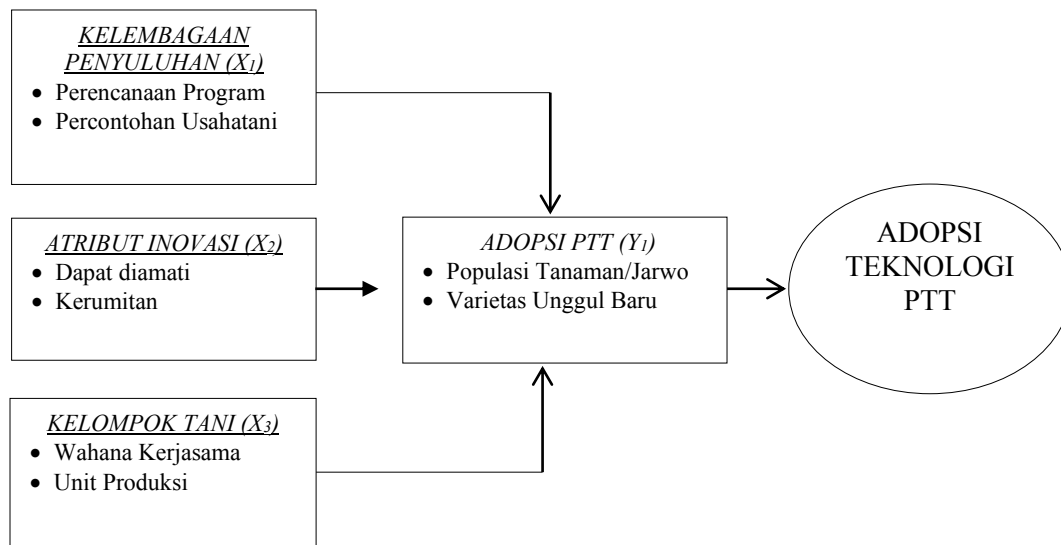 KELEMBAGAAN
PENYULUHAN (X1)
• Perencanaan Program
• Percontohan Usahatani
ATRIBUT INOVASI (X2)
• Dapat diamati
• Kerumitan
KELOMPOK TANI (X3)
• Wahana Kerjasama
• Unit Produksi
ADOPSI PTT (Y1)
• Populasi Tanaman/Jarwo
• Varietas Unggul Baru
ADOPSI
TEKNOLOGI
PTT